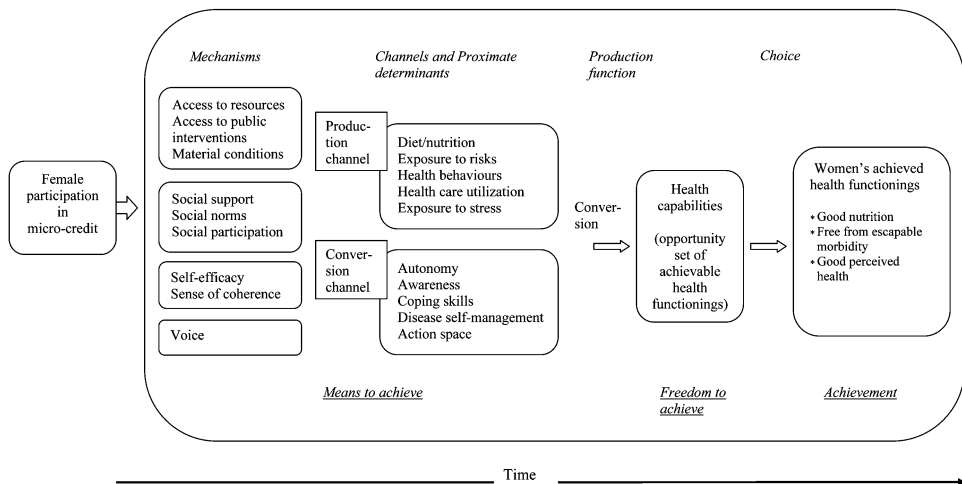 Mechanisms
Channels and Proximate
determinants
Production
function
Choice
Female
participation
in
micro-credit
Access to resources
Access to public
interventions
Material conditions
Social support
Social norms
Social participation
Self-efficacy
Sense of coherence
Voice
Produc-
tion
channel
Diet/nutrition
Exposure to risks
Health behaviours
Health care utilization
Exposure to stress
Conver-
sion
channel
Autonomy
Awareness
Coping skills
Disease self-management
Action space
Conver-
sion
Health
capabilities
(opportunity
set of
achievable
health
functionings)
Women’s achieved
health functionings
* Good nutrition
* Free from escapable
morbidity
* Good perceived
health
Means to achieve
Freedom to
achieve
Achievement
Time